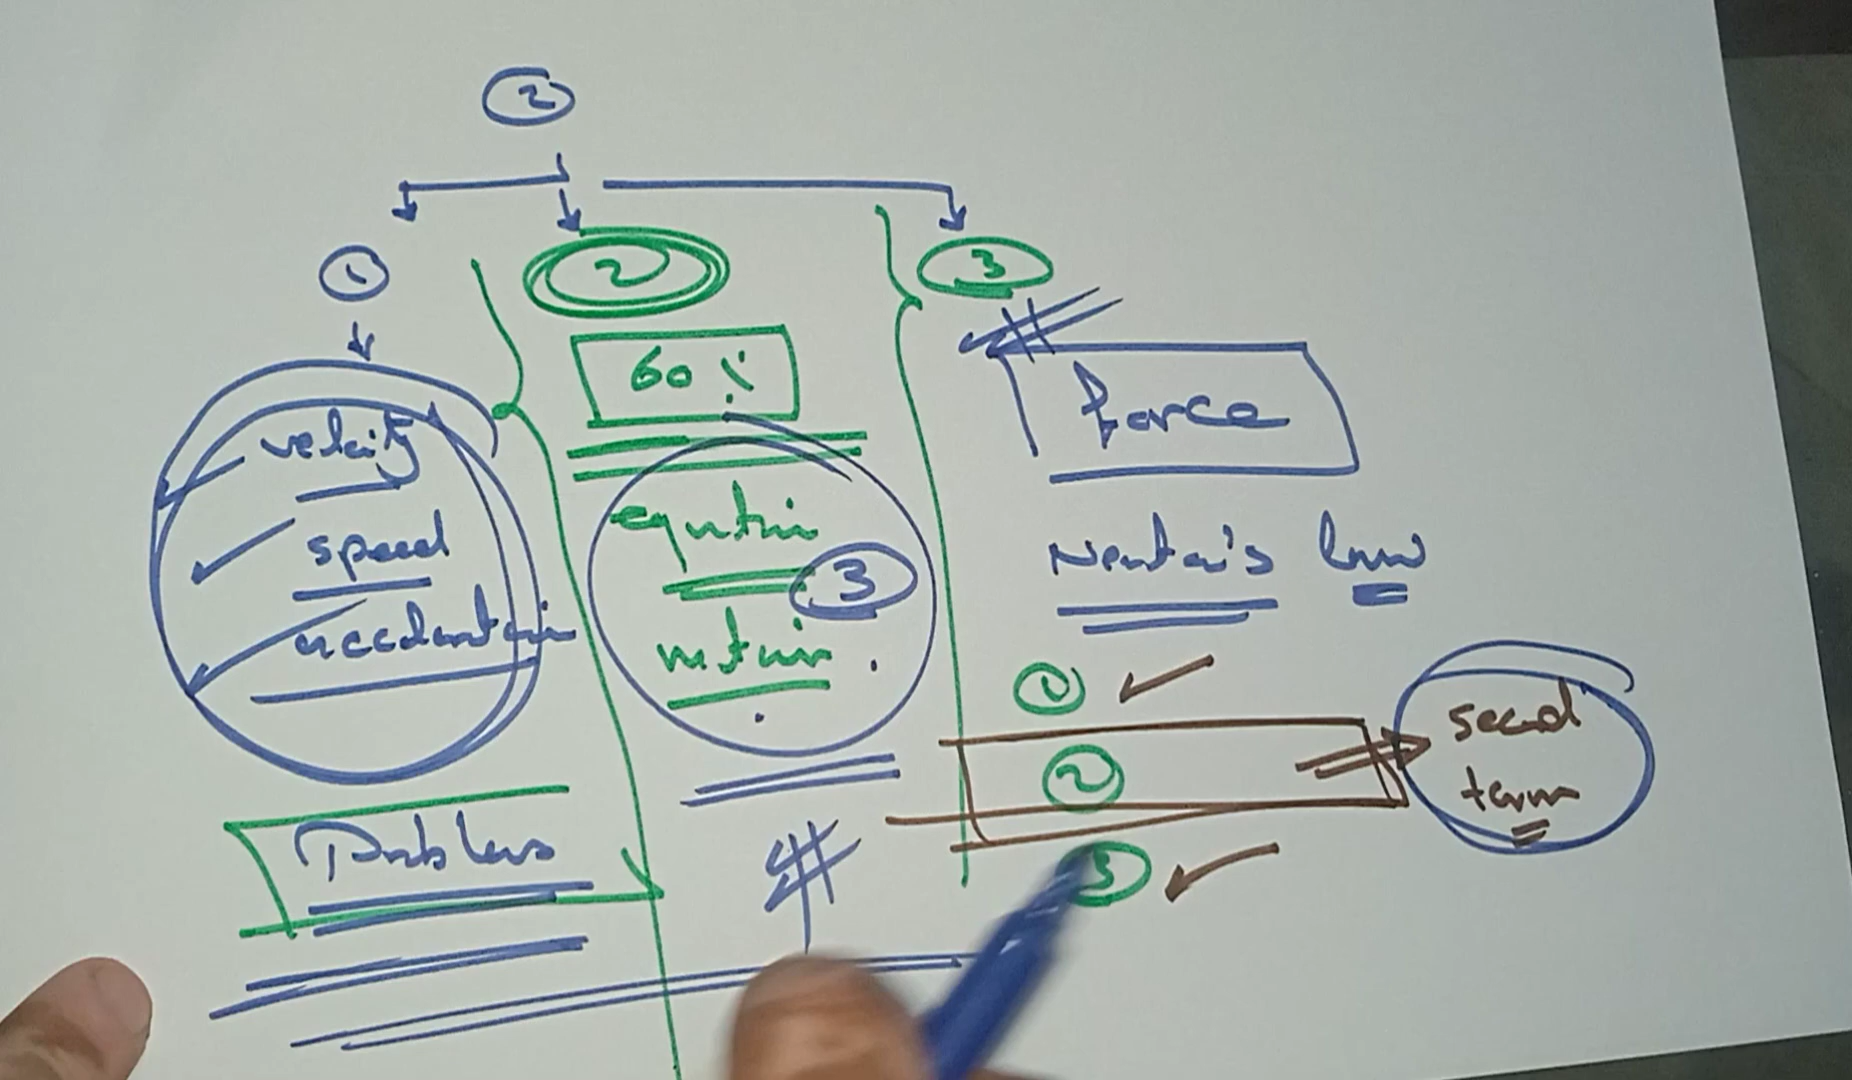 2
1
2
3
60 %
force
velocity
speed
acceleration
equation
3
motion
Newton's law
1
2
3
second
term
Problems